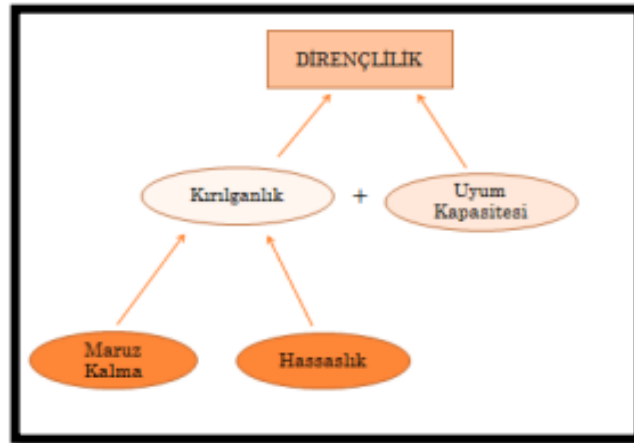 DİRENÇLİLİK
Kırılganlık
+
Uyum
Kapasitesi
Maruz
Kalma
Hassaslık